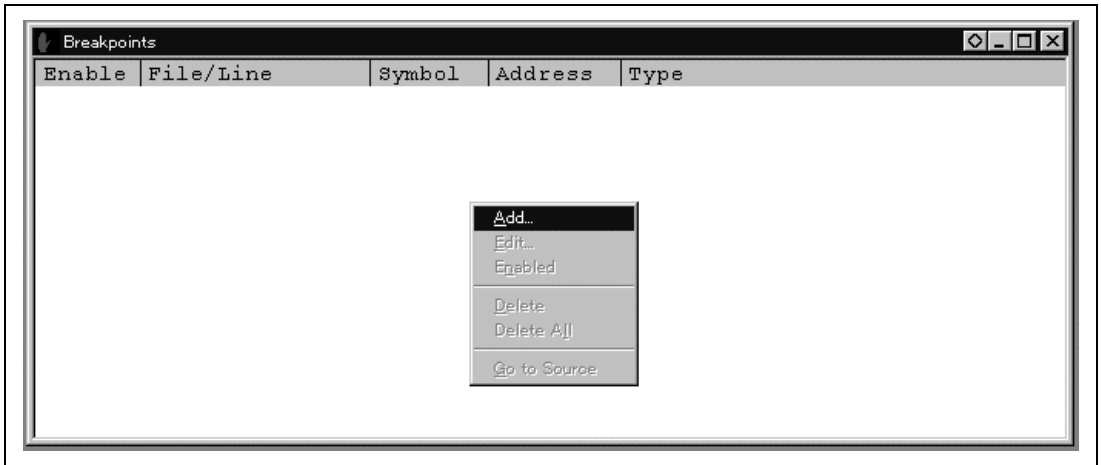 Breakpoints
Enable File/Line Symbol Address Type
Add...
Edit...
Enabled
Delete
Delete All
Go to Source